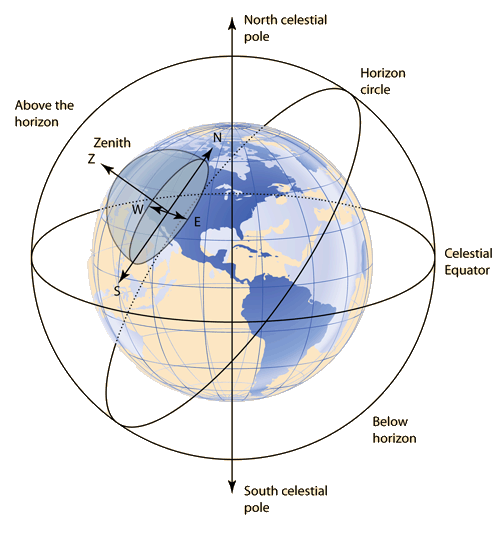 North celestial
pole
Horizon
circle
Above the
horizon
Zenith
Z
N
W
E
S
Celestial
Equator
Below
horizon
South celestial
pole